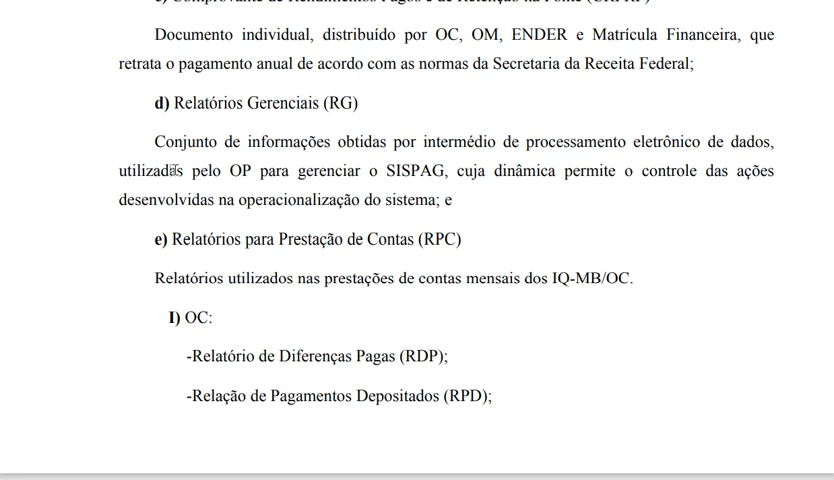 Documento individual, distribuído por OC, OM, ENDER e Matrícula Financeira, que
retrata o pagamento anual de acordo com as normas da Secretaria da Receita Federal;
d) Relatórios Gerenciais (RG)
Conjunto de informações obtidas por intermédio de processamento eletrônico de dados,
utilizadas pelo OP para gerenciar o SISPAG, cuja dinâmica permite o controle das ações
desenvolvidas na operacionalização do sistema; e
e) Relatórios para Prestação de Contas (RPC)
Relatórios utilizados nas prestações de contas mensais dos IQ-MB/OC.
I) OC:
-Relatório de Diferenças Pagas (RDP);
-Relação de Pagamentos Depositados (RPD);